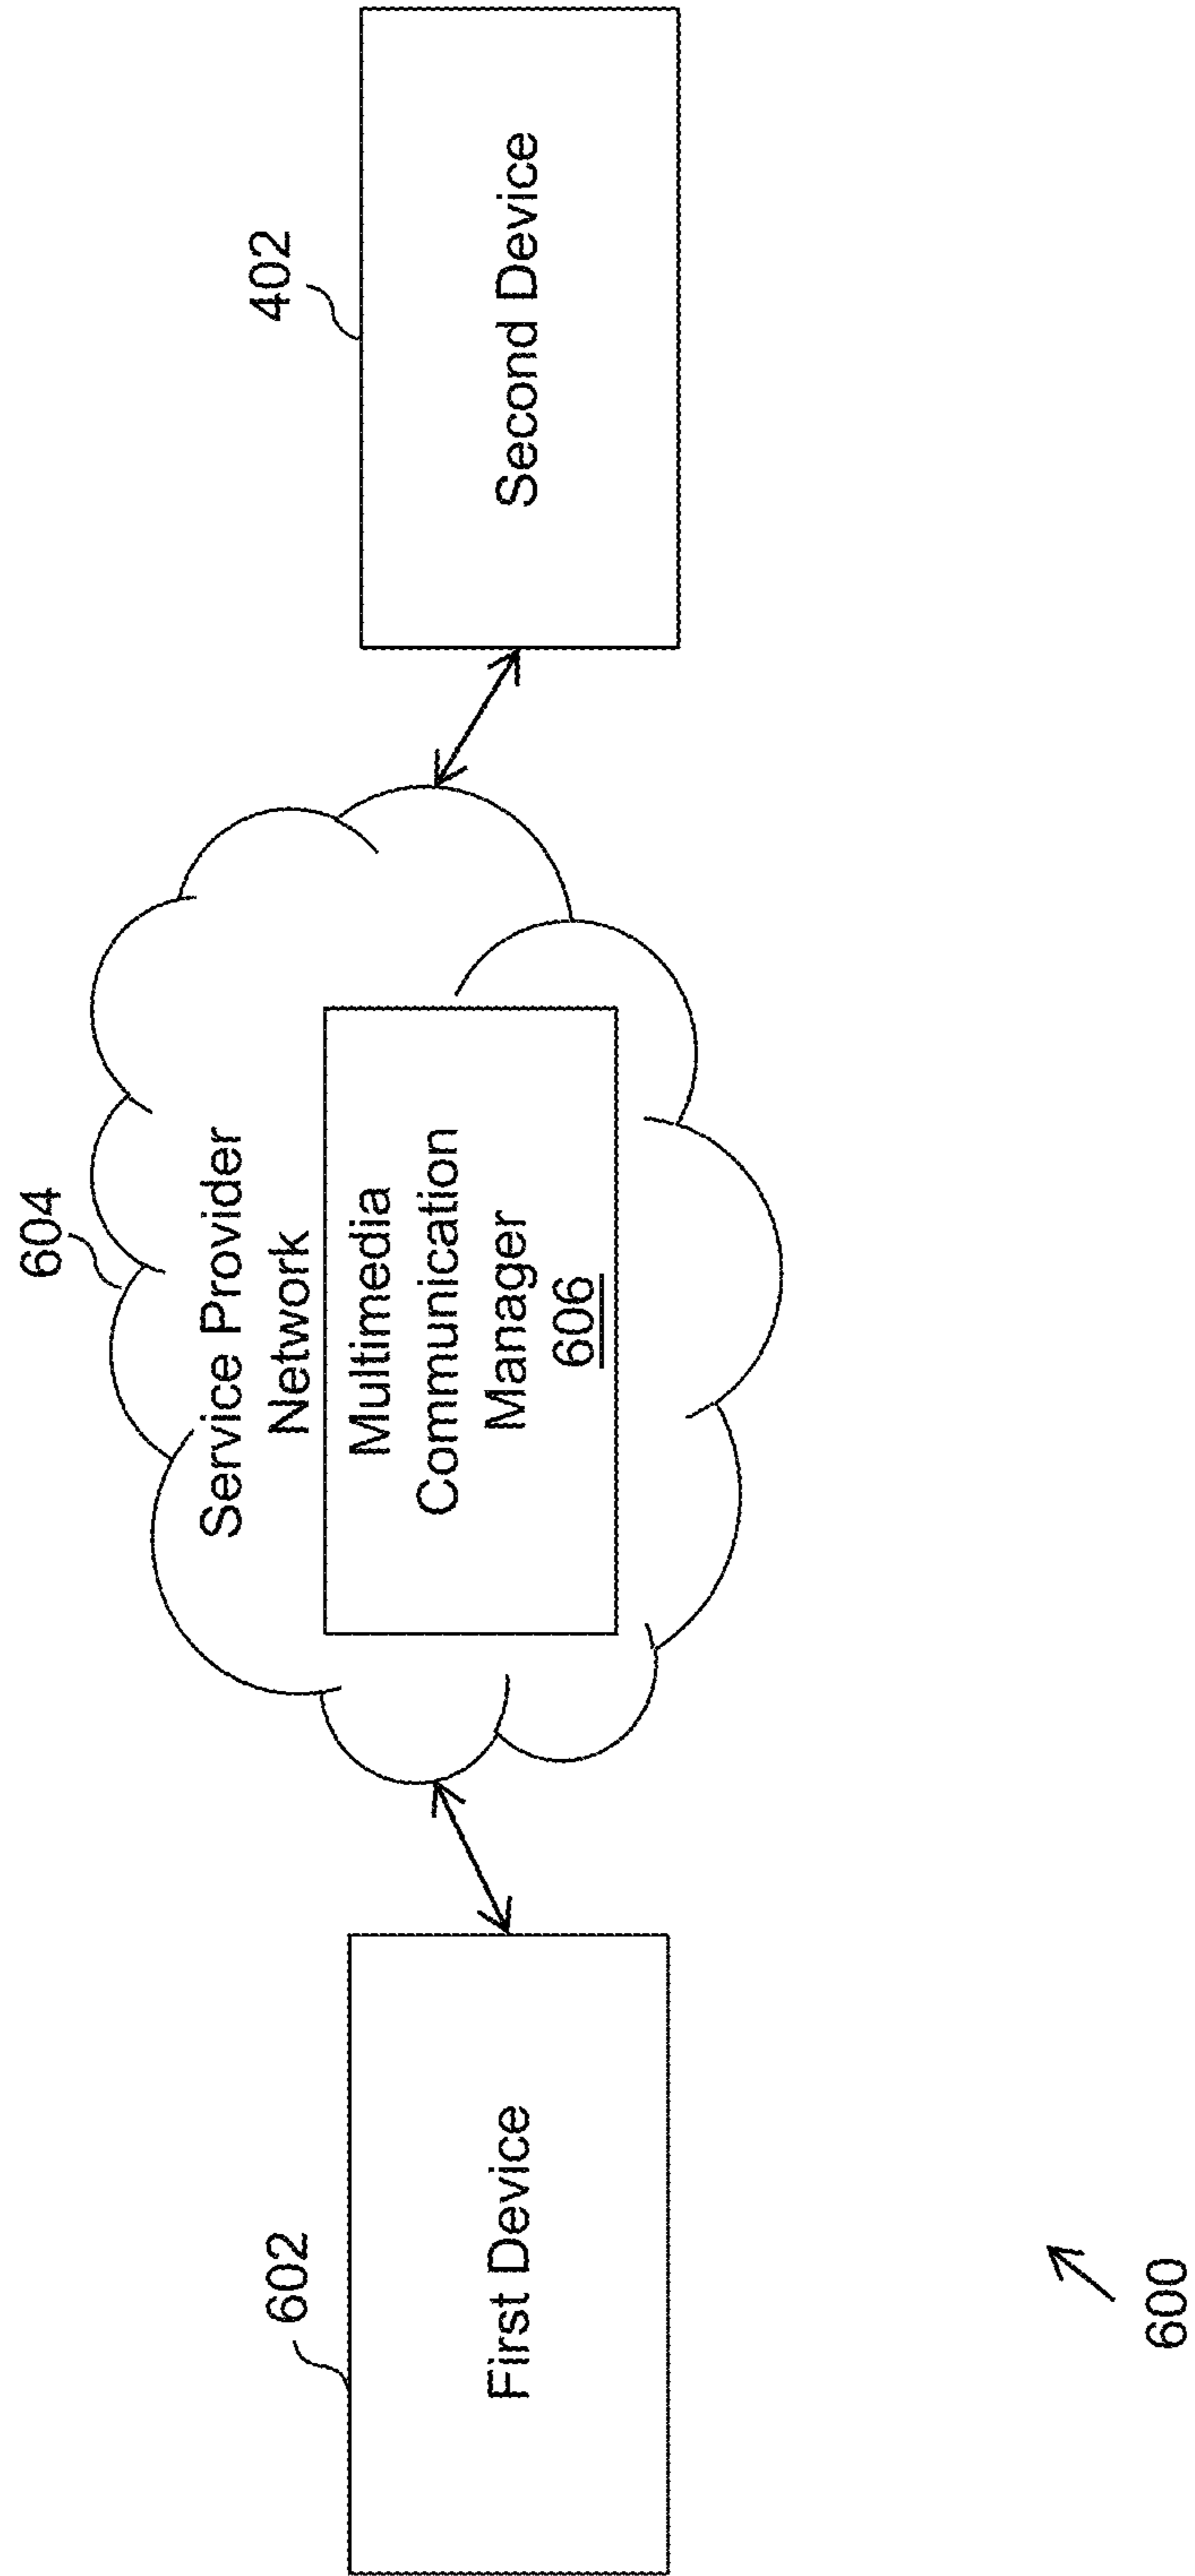 604
Service Provider
Network
602
402
First Device
Multimedia
Communication
Manager
606
Second Device
600